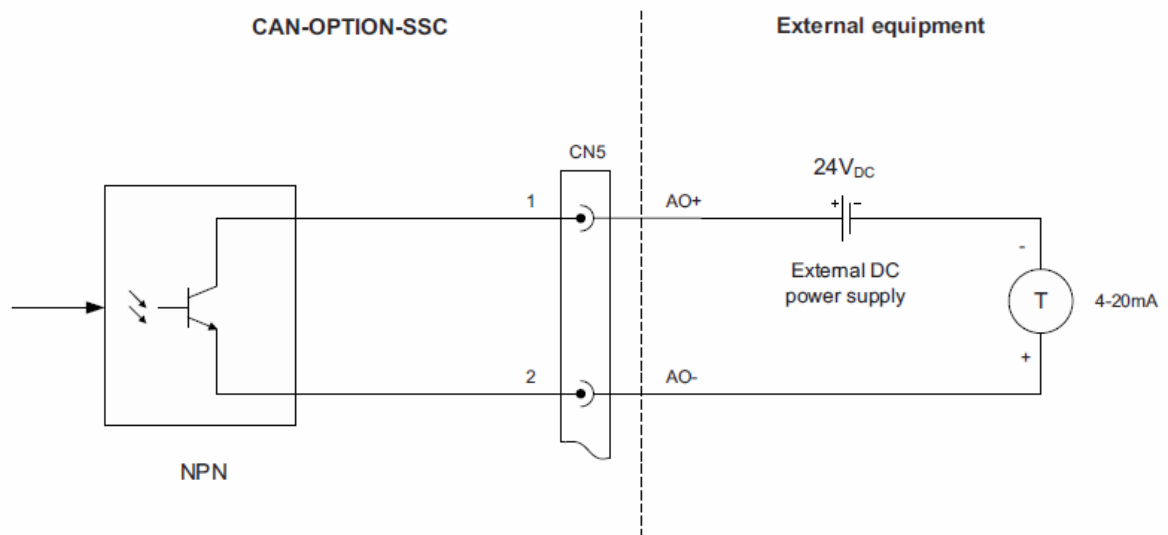 CAN-OPTION-SSC
External equipment
CN5
24VDC
1
AO+
+
-
-
External DC
power supply
T
4-20mA
+
2
AO-
NPN